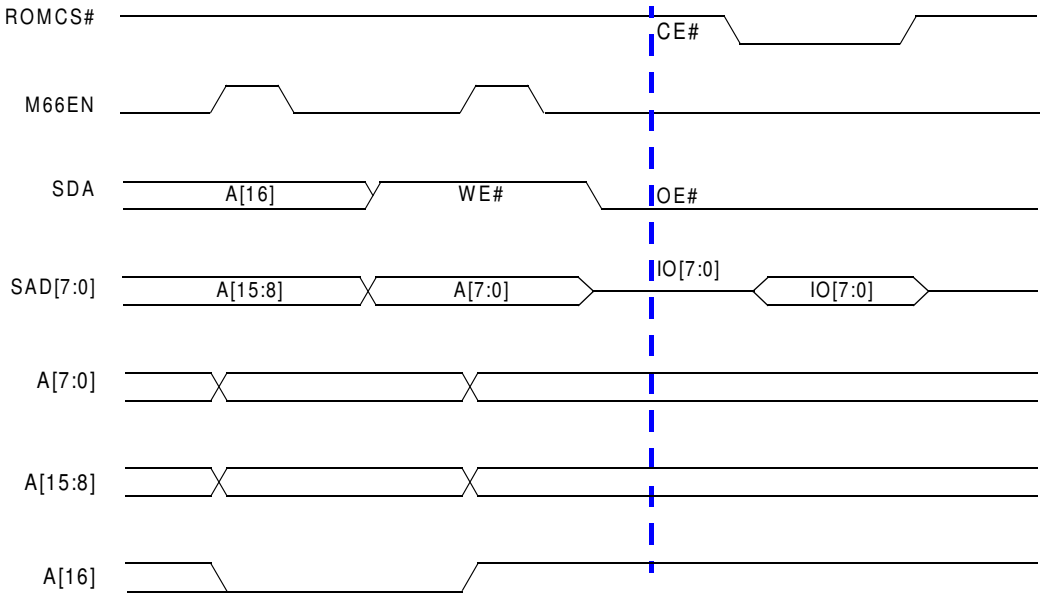 ROMCS#
CE#
M66EN
SDA A[16] WE# OE#
IO[7:0]
SAD[7:0] A[15:8] A[7:0] IO[7:0]
A[7:0]
A[15:8]
A[16]